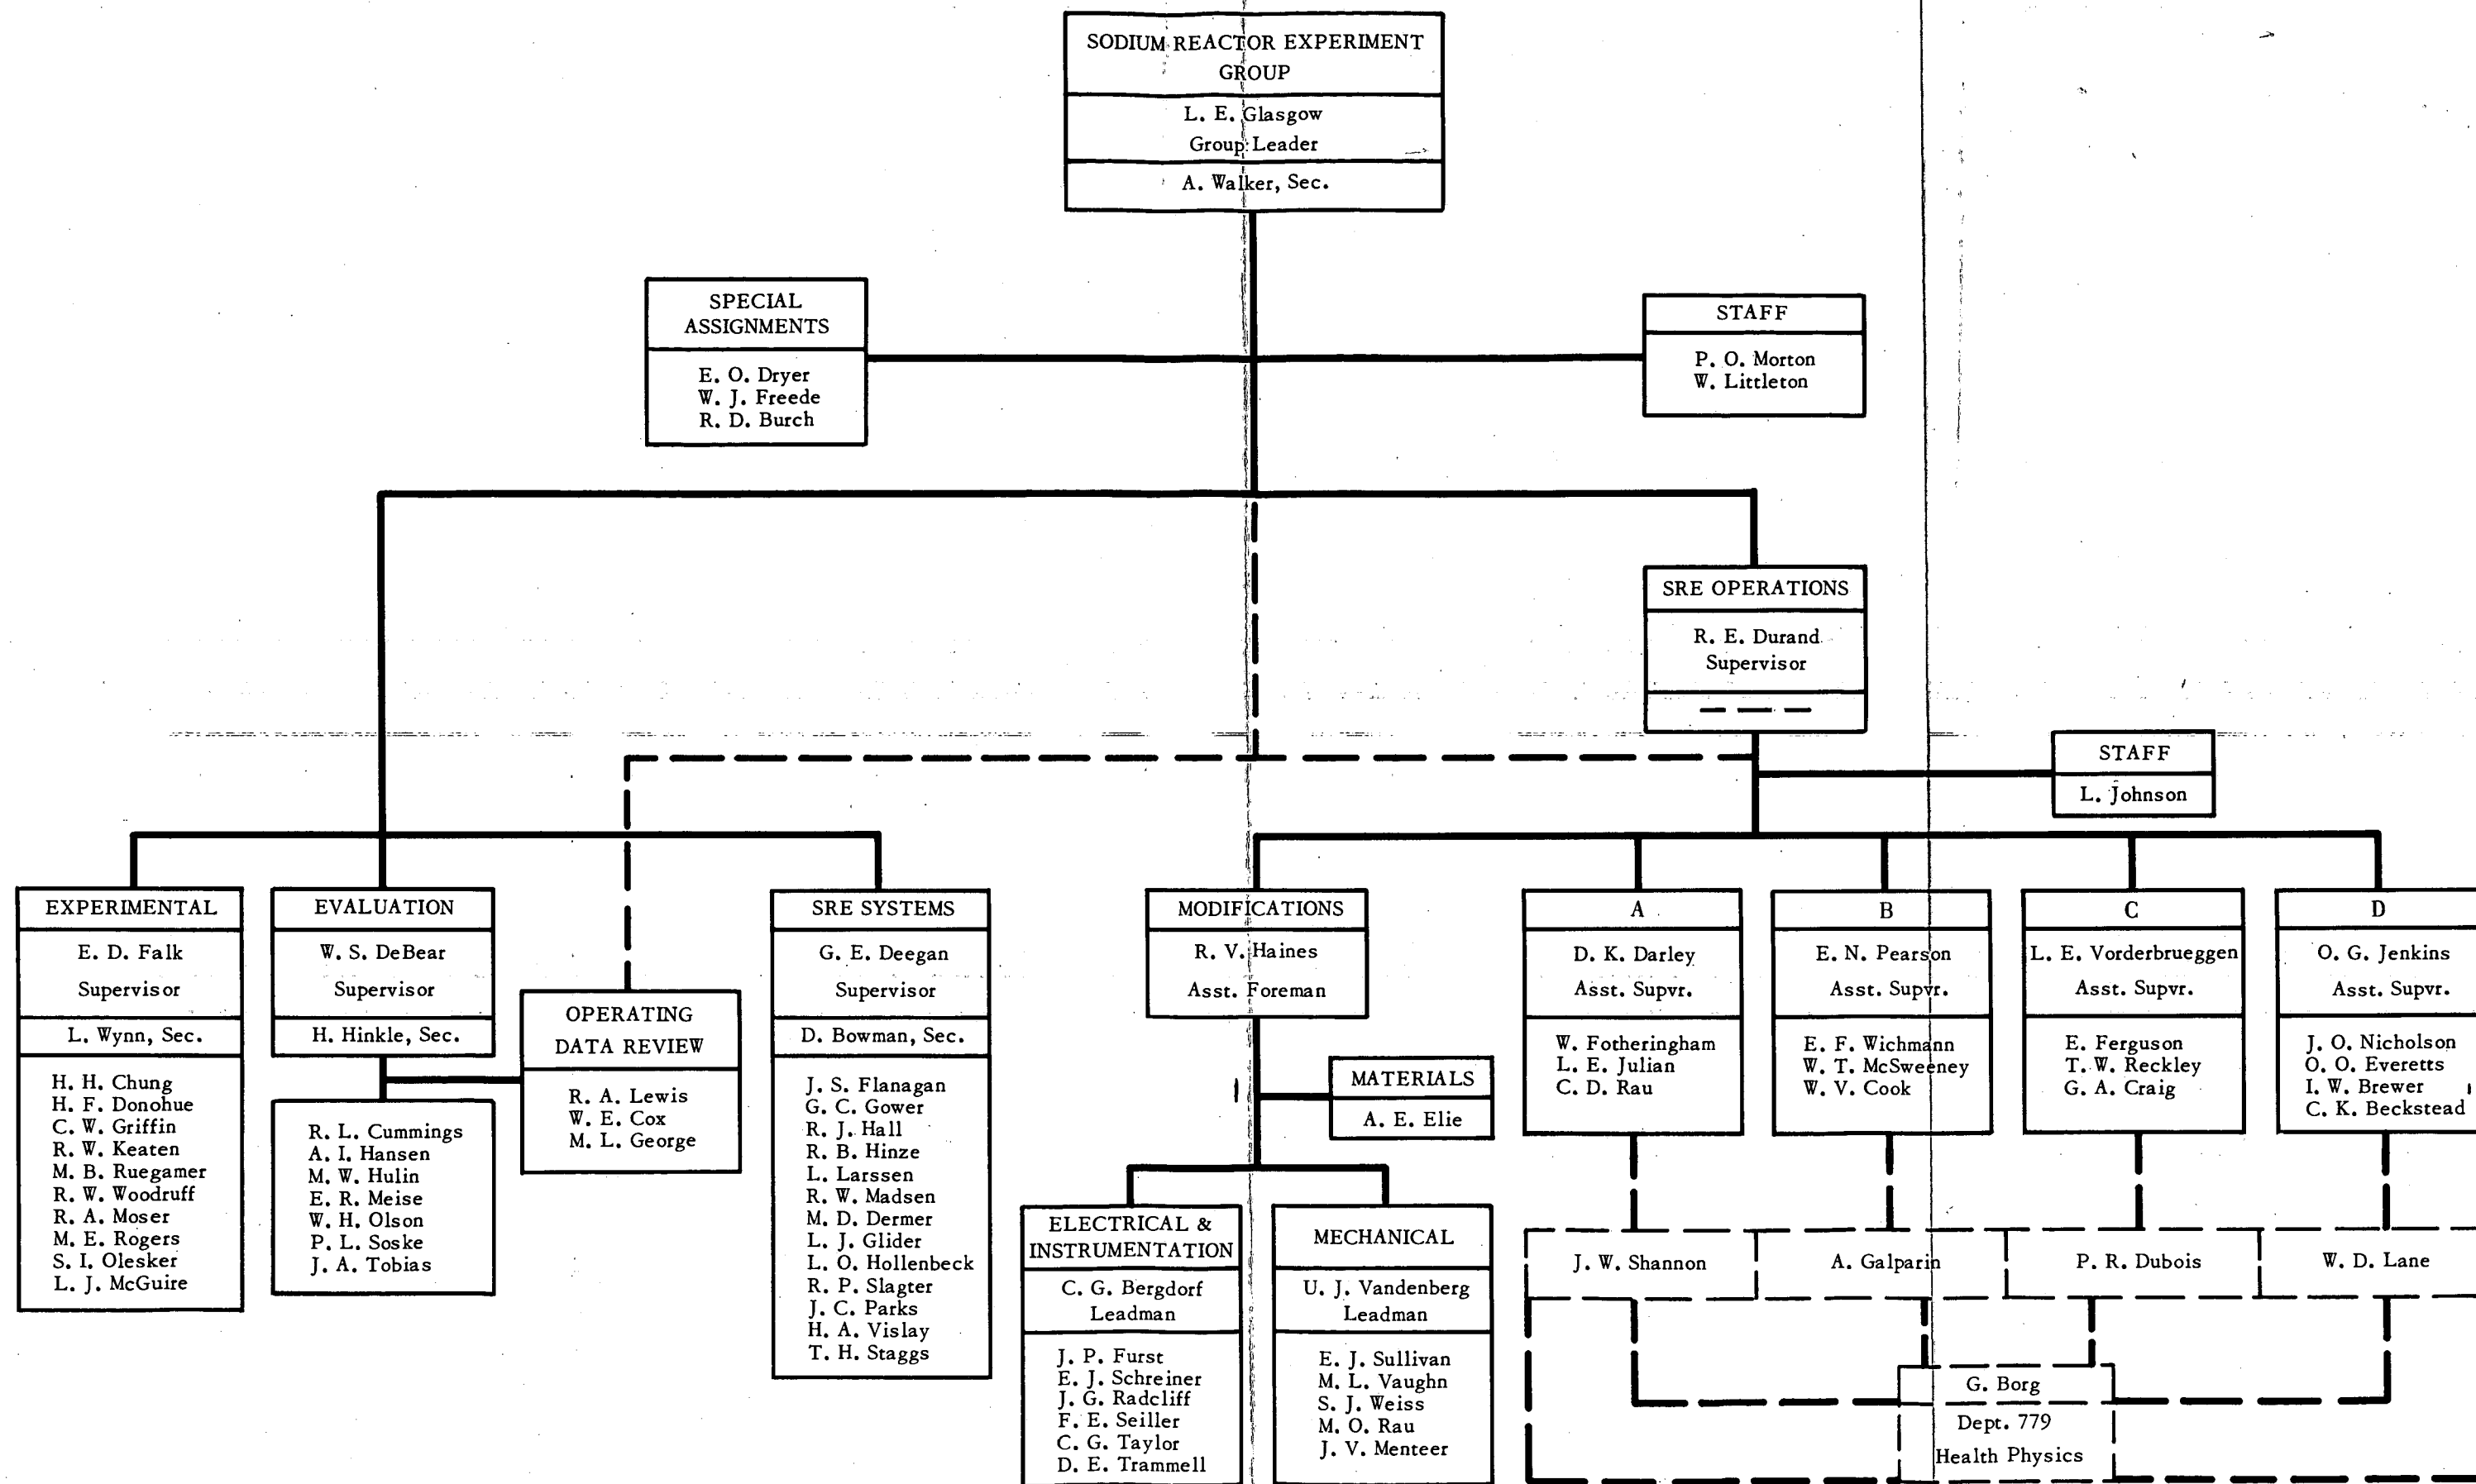 SODIUM REACTOR EXPERIMENT
GROUP
L. E. Glasgow
Group Leader
A. Walker, Sec.
SPECIAL
ASSIGNMENTS
E. O. Dryer
W. J. Freede
R. D. Burch
STAFF
P. O. Morton
W. Littleton
SRE OPERATIONS
R. E. Durand
Supervisor
STAFF
L. Johnson
EXPERIMENTAL
E. D. Falk
Supervisor
L. Wynn, Sec.
H. H. Chung
H. F. Donohue
C. W. Griffin
R. W. Keaten
M. B. Ruegamer
R. W. Woodruff
R. A. Moser
M. E. Rogers
S. I. Olesker
L. J. McGuire
EVALUATION
W. S. DeBear
Supervisor
H. Hinkle, Sec.
R. L. Cummings
A. I. Hansen
M. W. Hulin
E. R. Meise
W. H. Olson
P. L. Soske
J. A. Tobias
OPERATING
DATA REVIEW
R. A. Lewis
W. E. Cox
M. L. George
SRE SYSTEMS
G. E. Deegan
Supervisor
D. Bowman, Sec.
J. S. Flanagan
G. C. Gower
R. J. Hall
R. B. Hinze
L. Larssen
R. W. Madsen
M. D. Dermer
L. J. Glider
L. O. Hollenbeck
R. P. Slagter
J. C. Parks
H. A. Vislay
T. H. Staggs
MODIFICATIONS
R. V. Haines
Asst. Foreman
MATERIALS
A. E. Elie
ELECTRICAL &
INSTRUMENTATION
C. G. Bergdorf
Leadman
J. P. Furst
E. J. Schreiner
J. G. Radcliff
F. E. Seiller
C. G. Taylor
D. E. Trammell
MECHANICAL
U. J. Vandenberg
Leadman
E. J. Sullivan
M. L. Vaughn
S. J. Weiss
M. O. Rau
J. V. Menteer
A
D. K. Darley
Asst. Supvr.
W. Fotheringham
L. E. Julian
C. D. Rau
B
E. N. Pearson
Asst. Supvr.
E. F. Wichmann
W. T. McSweeney
W. V. Cook
C
L. E. Vorderbrueggen
Asst. Supvr.
E. Ferguson
T. W. Reckley
G. A. Craig
D
O. G. Jenkins
Asst. Supvr.
J. O. Nicholson
O. O. Everetts
I. W. Brewer
C. K. Beckstead
J. W. Shannon
A. Galparin
P. R. Dubois
W. D. Lane
G. Borg
Dept. 779
Health Physics